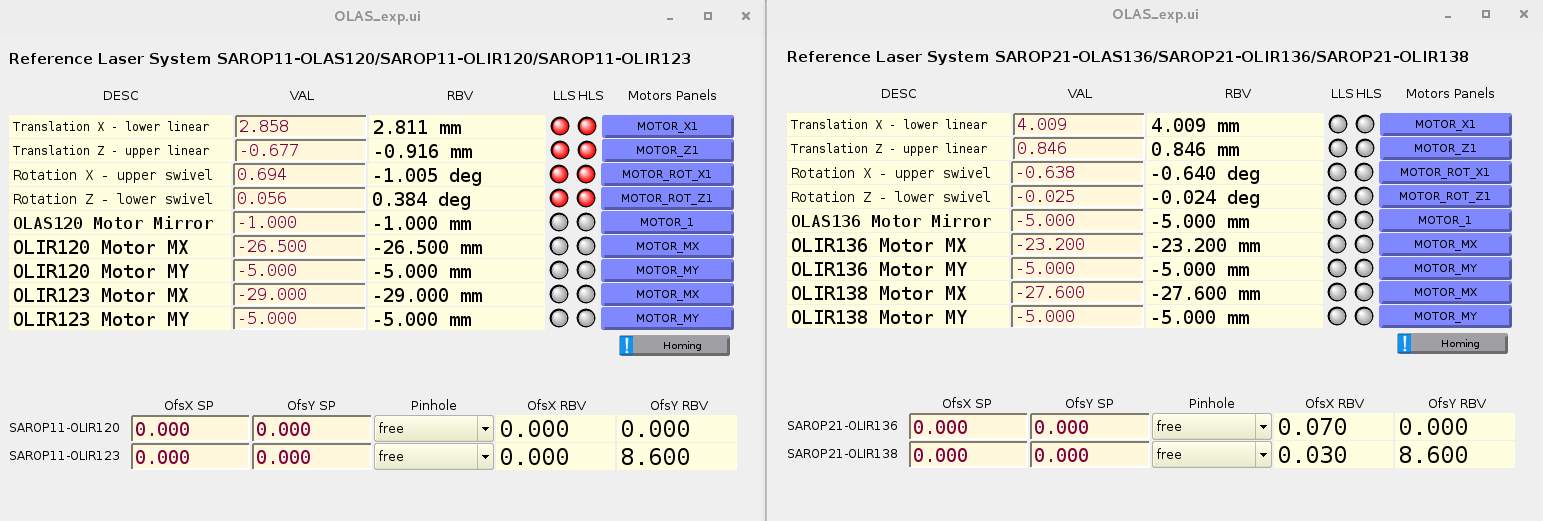 OLAS_exp.ui
Reference Laser System SAROP11-OLAS120/SAROP11-OLIR120/SAROP11-OLIR123
DESC VAL RBV LLS HLS Motors Panels
Translation X - lower linear 2.858 2.811 mm MOTOR_X1
Translation Z - upper linear -0.677 -0.916 mm MOTOR_Z1
Rotation X - upper swivel 0.694 -1.005 deg MOTOR_ROT_X1
Rotation Z - lower swivel 0.056 0.384 deg MOTOR_ROT_Z1
OLAS120 Motor Mirror -1.000 -1.000 mm MOTOR_1
OLIR120 Motor MX -26.500 -26.500 mm MOTOR_MX
OLIR120 Motor MY -5.000 -5.000 mm MOTOR_MY
OLIR123 Motor MX -29.000 -29.000 mm MOTOR_MX
OLIR123 Motor MY -5.000 -5.000 mm MOTOR_MY
! Homing
OfsX SP OfsY SP Pinhole OfsX RBV OfsY RBV
SAROP11-OLIR120 0.000 0.000 free 0.000 0.000
SAROP11-OLIR123 0.000 0.000 free 0.000 8.600
OLAS_exp.ui
Reference Laser System SAROP21-OLAS136/SAROP21-OLIR136/SAROP21-OLIR138
DESC VAL RBV LLS HLS Motors Panels
Translation X - lower linear 4.009 4.009 mm MOTOR_X1
Translation Z - upper linear 0.846 0.846 mm MOTOR_Z1
Rotation X - upper swivel -0.638 -0.640 deg MOTOR_ROT_X1
Rotation Z - lower swivel -0.025 -0.024 deg MOTOR_ROT_Z1
OLAS136 Motor Mirror -5.000 -5.000 mm MOTOR_1
OLIR136 Motor MX -23.200 -23.200 mm MOTOR_MX
OLIR136 Motor MY -5.000 -5.000 mm MOTOR_MY
OLIR138 Motor MX -27.600 -27.600 mm MOTOR_MX
OLIR138 Motor MY -5.000 -5.000 mm MOTOR_MY
! Homing
OfsX SP OfsY SP Pinhole OfsX RBV OfsY RBV
SAROP21-OLIR136 0.000 0.000 free 0.070 0.000
SAROP21-OLIR138 0.000 0.000 free 0.030 8.600